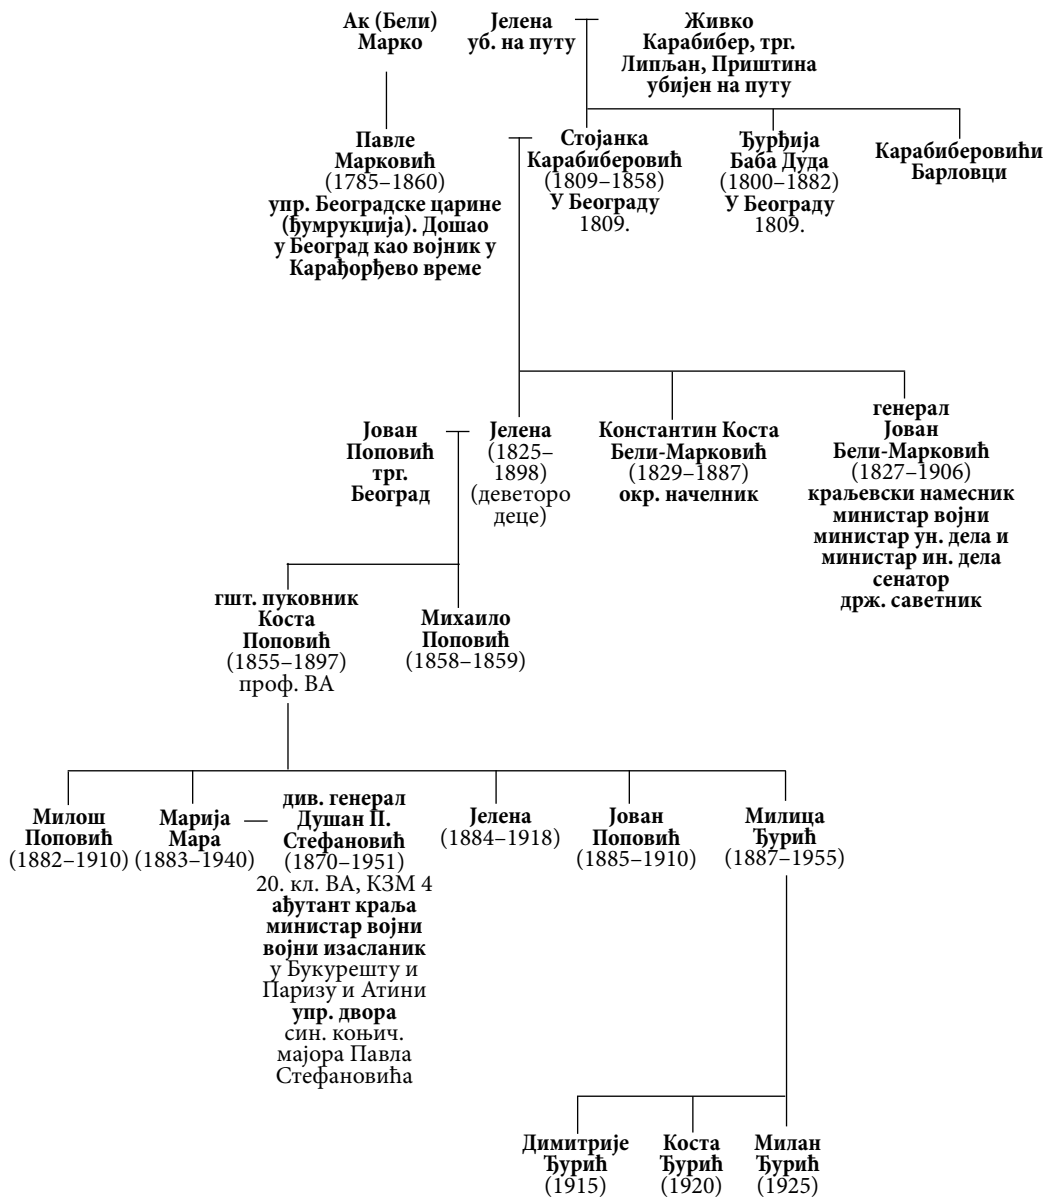 Ак (Бели)
Марко
Јелена
уб. на путу
Живко
Карабибер, трг.
Липљан, Приштина
убијен на путу
Павле
Марковић
(1785–1860)
упр. Београдске царине
(ђумрукџија). Дошао
у Београд као војник у
Карађорђево време
Стојанка
Карабиберовић
(1809–1858)
У Београду
1809.
Ђурђија
Баба Дуда
(1800–1882)
У Београду
1809.
Карабиберовићи
Барловци
Јован
Поповић
трг.
Београд
Јелена
(1825–
1898)
(деветоро
деце)
Константин Коста
Бели-Марковић
(1829–1887)
окр. начелник
генерал
Јован
Бели-Марковић
(1827–1906)
краљевски намесник
министар војни
министар ун. дела и
министар ин. дела
сенатор
држ. саветник
гшт. пуковник
Коста
Поповић
(1855–1897)
проф. ВА
Михаило
Поповић
(1858–1859)
Милош
Поповић
(1882–1910)
Марија
Мара
(1883–1940)
див. генерал
Душан П.
Стефановић
(1870–1951)
20. кл. ВА, КЗМ 4
ађутант краља
министар војни
војни изасланик
у Букурешту и
Паризу и Атини
упр. двора
син. коњич.
мајора Павла
Стефановића
Јелена
(1884–1918)
Јован
Поповић
(1885–1910)
Милица
Ђурић
(1887–1955)
Димитрије
Ђурић
(1915)
Коста
Ђурић
(1920)
Милан
Ђурић
(1925)